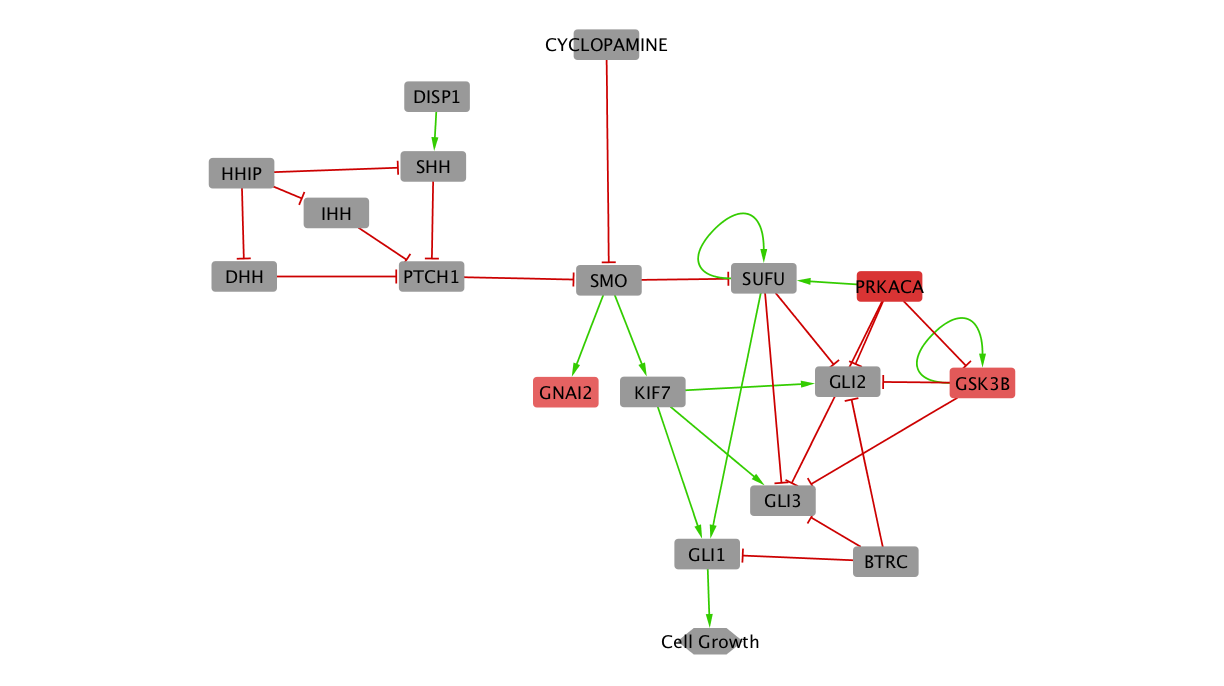 CYCLOPAMINE
DISP1
HHIP
SHH
IHH
DHH
PTCH1
SMO
SUFU
PRKACA
GNAI2
KIF7
GLI2
GSK3B
GLI3
GLI1
BTRC
Cell Growth